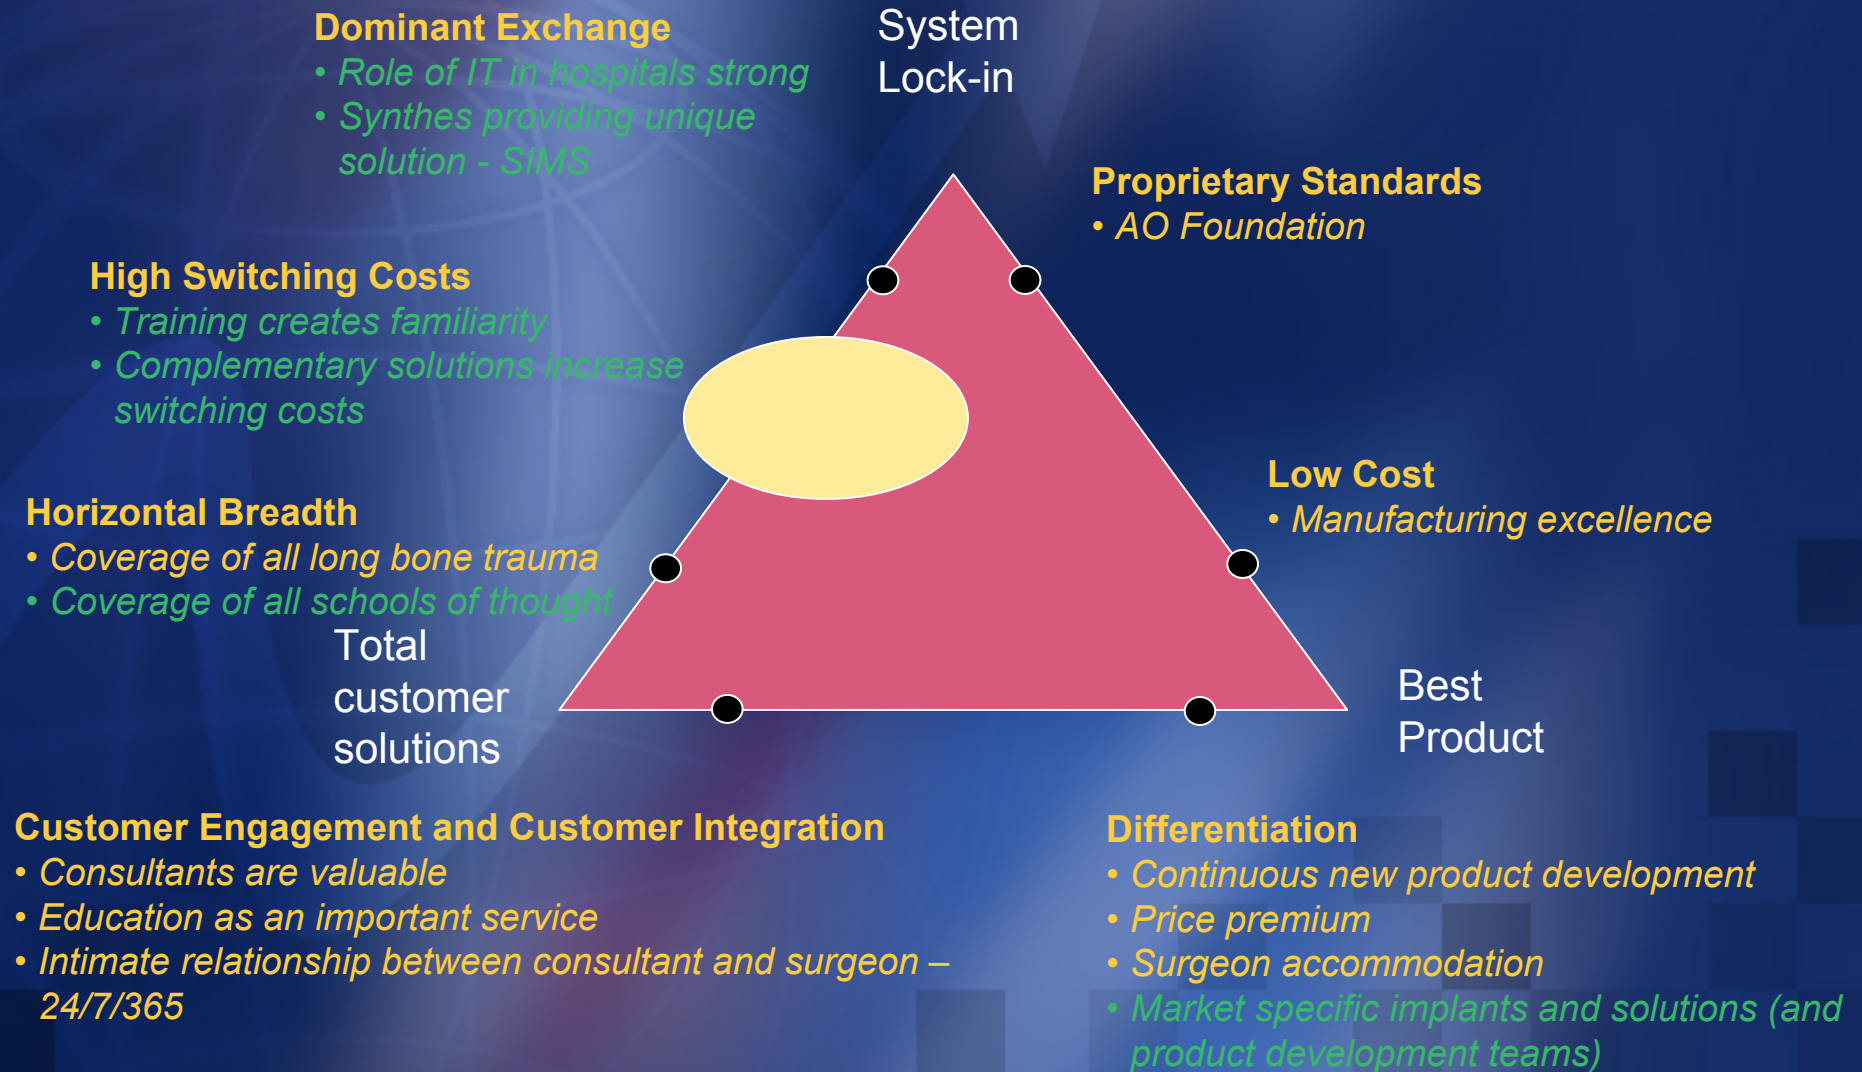 Dominant Exchange
• Role of IT in hospitals strong
• Synthes providing unique
solution - SIMS
System
Lock-in
Proprietary Standards
• AO Foundation
High Switching Costs
• Training creates familiarity
• Complementary solutions increase
switching costs
Low Cost
• Manufacturing excellence
Horizontal Breadth
• Coverage of all long bone trauma
• Coverage of all schools of thought
Total
customer
solutions
Best
Product
Customer Engagement and Customer Integration
• Consultants are valuable
• Education as an important service
• Intimate relationship between consultant and surgeon –
24/7/365
Differentiation
• Continuous new product development
• Price premium
• Surgeon accommodation
• Market specific implants and solutions (and
product development teams)